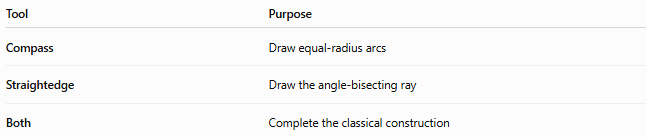 Tool Purpose
Compass Draw equal-radius arcs
Straightedge Draw the angle-bisecting ray
Both Complete the classical construction